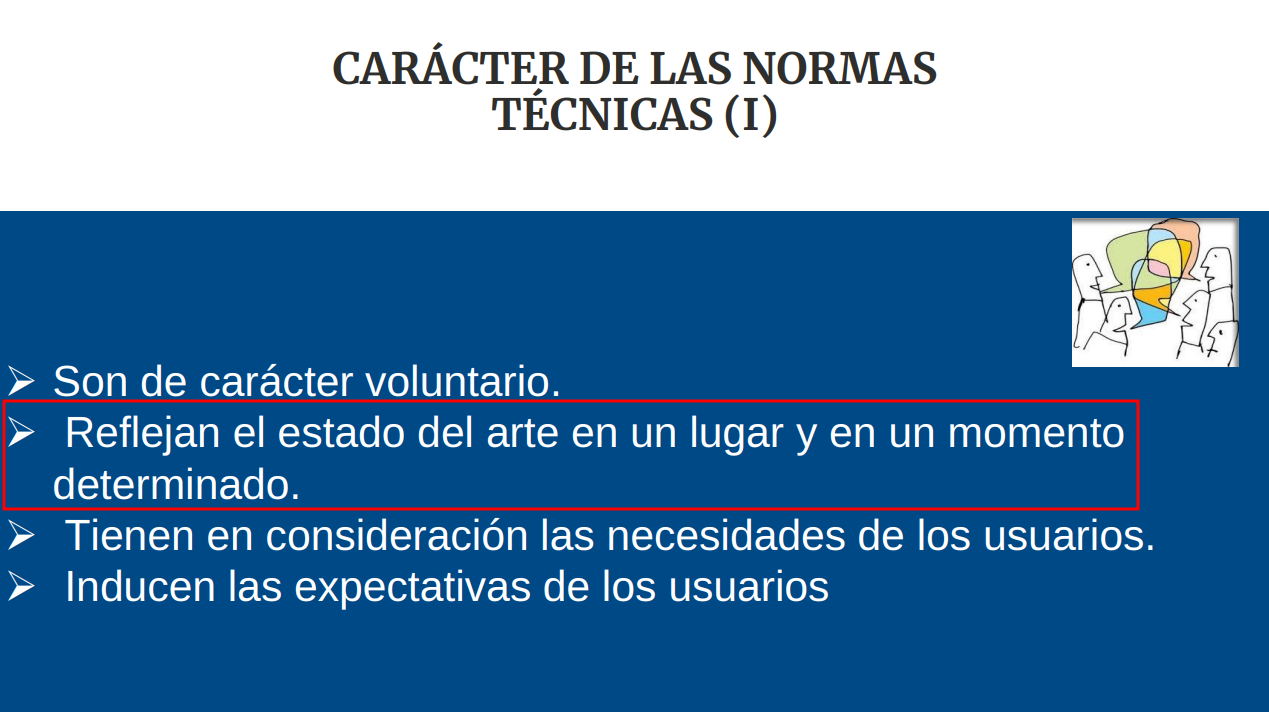 CARÁCTER DE LAS NORMAS
TÉCNICAS (I)
➢ Son de carácter voluntario.
➢ Reflejan el estado del arte en un lugar y en un momento
determinado.
➢ Tienen en consideración las necesidades de los usuarios.
➢ Inducen las expectativas de los usuarios